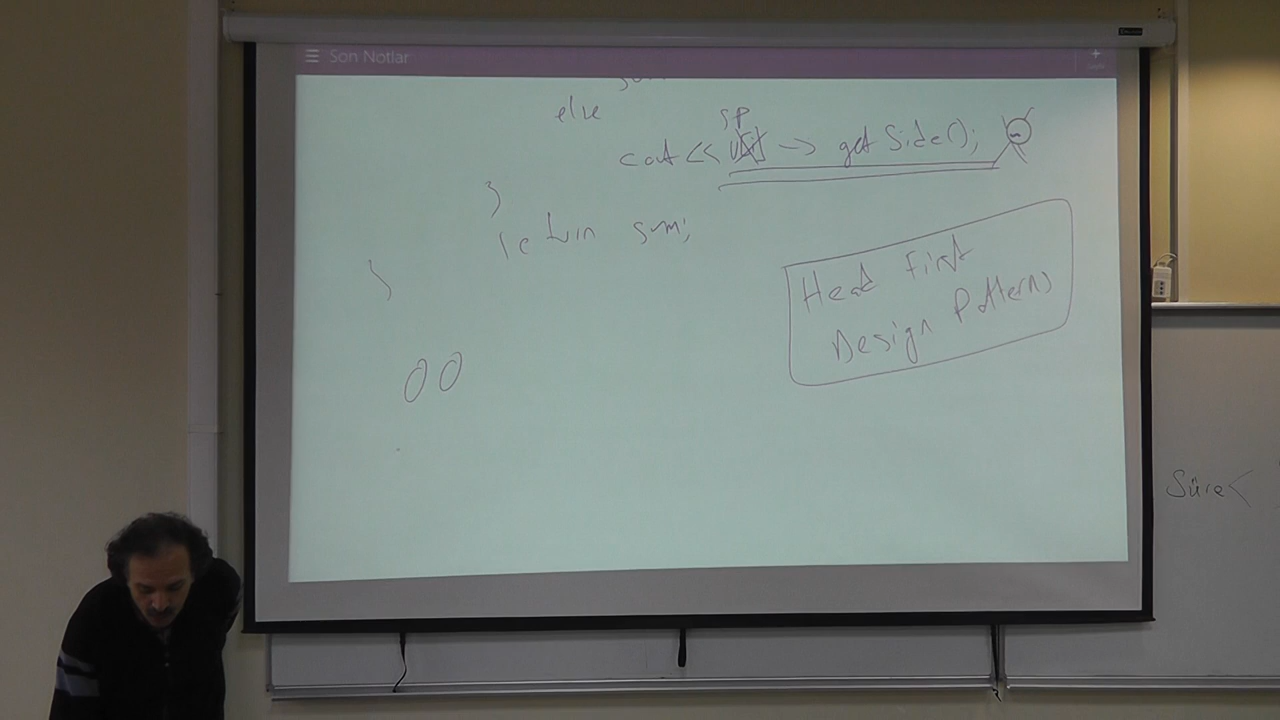 Son Notlar
else
sp
cout << -> getSide();
}
return sum;
}
Head First
Design Patterns
OO
Süre<